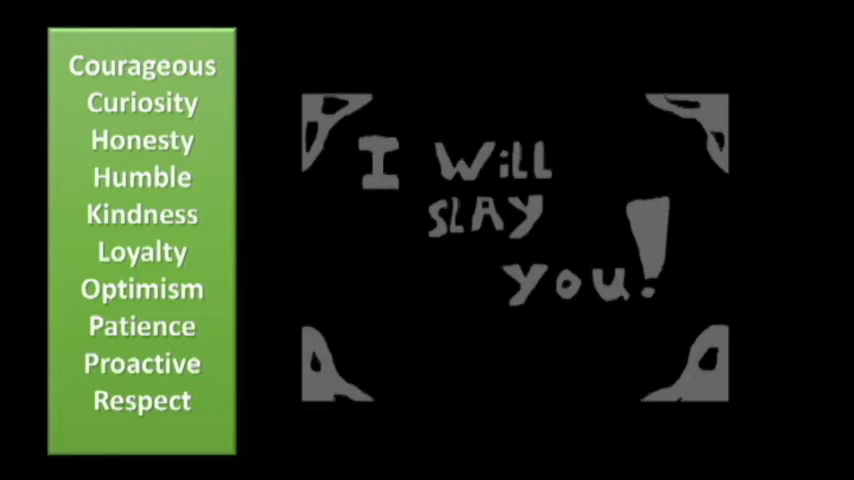 Courageous
Curiosity
Honesty
Humble
Kindness
Loyalty
Optimism
Patience
Proactive
Respect
I Will
SLAY
you!